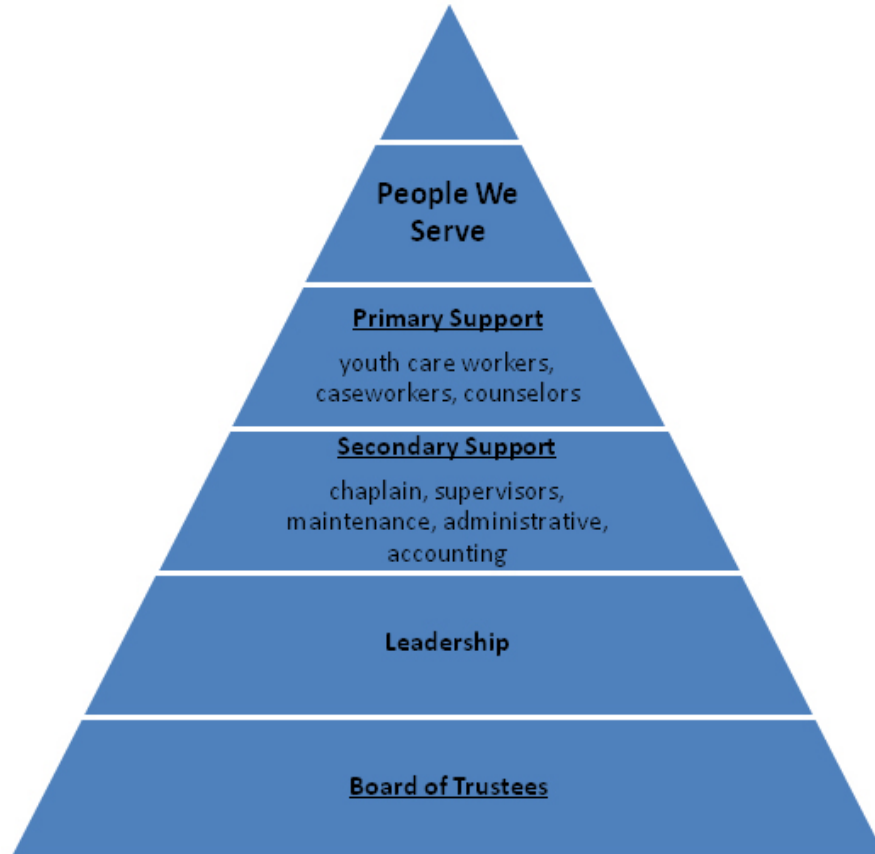 People We
Serve
Primary Support
youth care workers,
caseworkers, counselors
Secondary Support
chaplain, supervisors,
maintenance, administrative,
accounting
Leadership
Board of Trustees